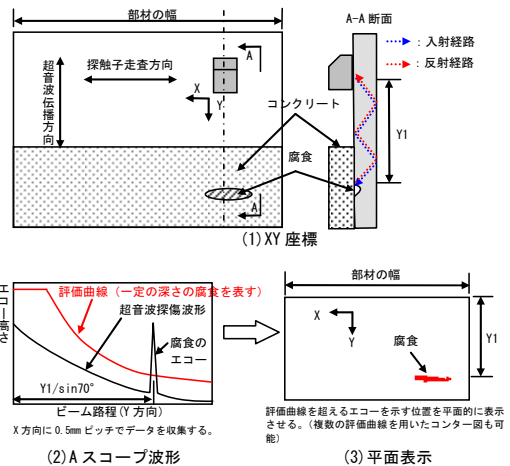 部材の幅
A-A 断面
：入射経路
：反射経路
超音波伝播方向
探触子走査方向
A
X
Y
コンクリート
Y1
腐食
A
(1)XY 座標
エコー高さ
評価曲線（一定の深さの腐食を表す）
超音波探傷波形
腐食の
エコー
Y1/sin70°
ビーム路程(Y 方向)
X 方向に 0.5mm ピッチでデータを収集する。
(2)A スコープ波形
部材の幅
X
Y
腐食
Y1
評価曲線を超えるエコーを示す位置を平面的に表示
させる。（複数の評価曲線を用いたコンター図も可
能）
(3)平面表示